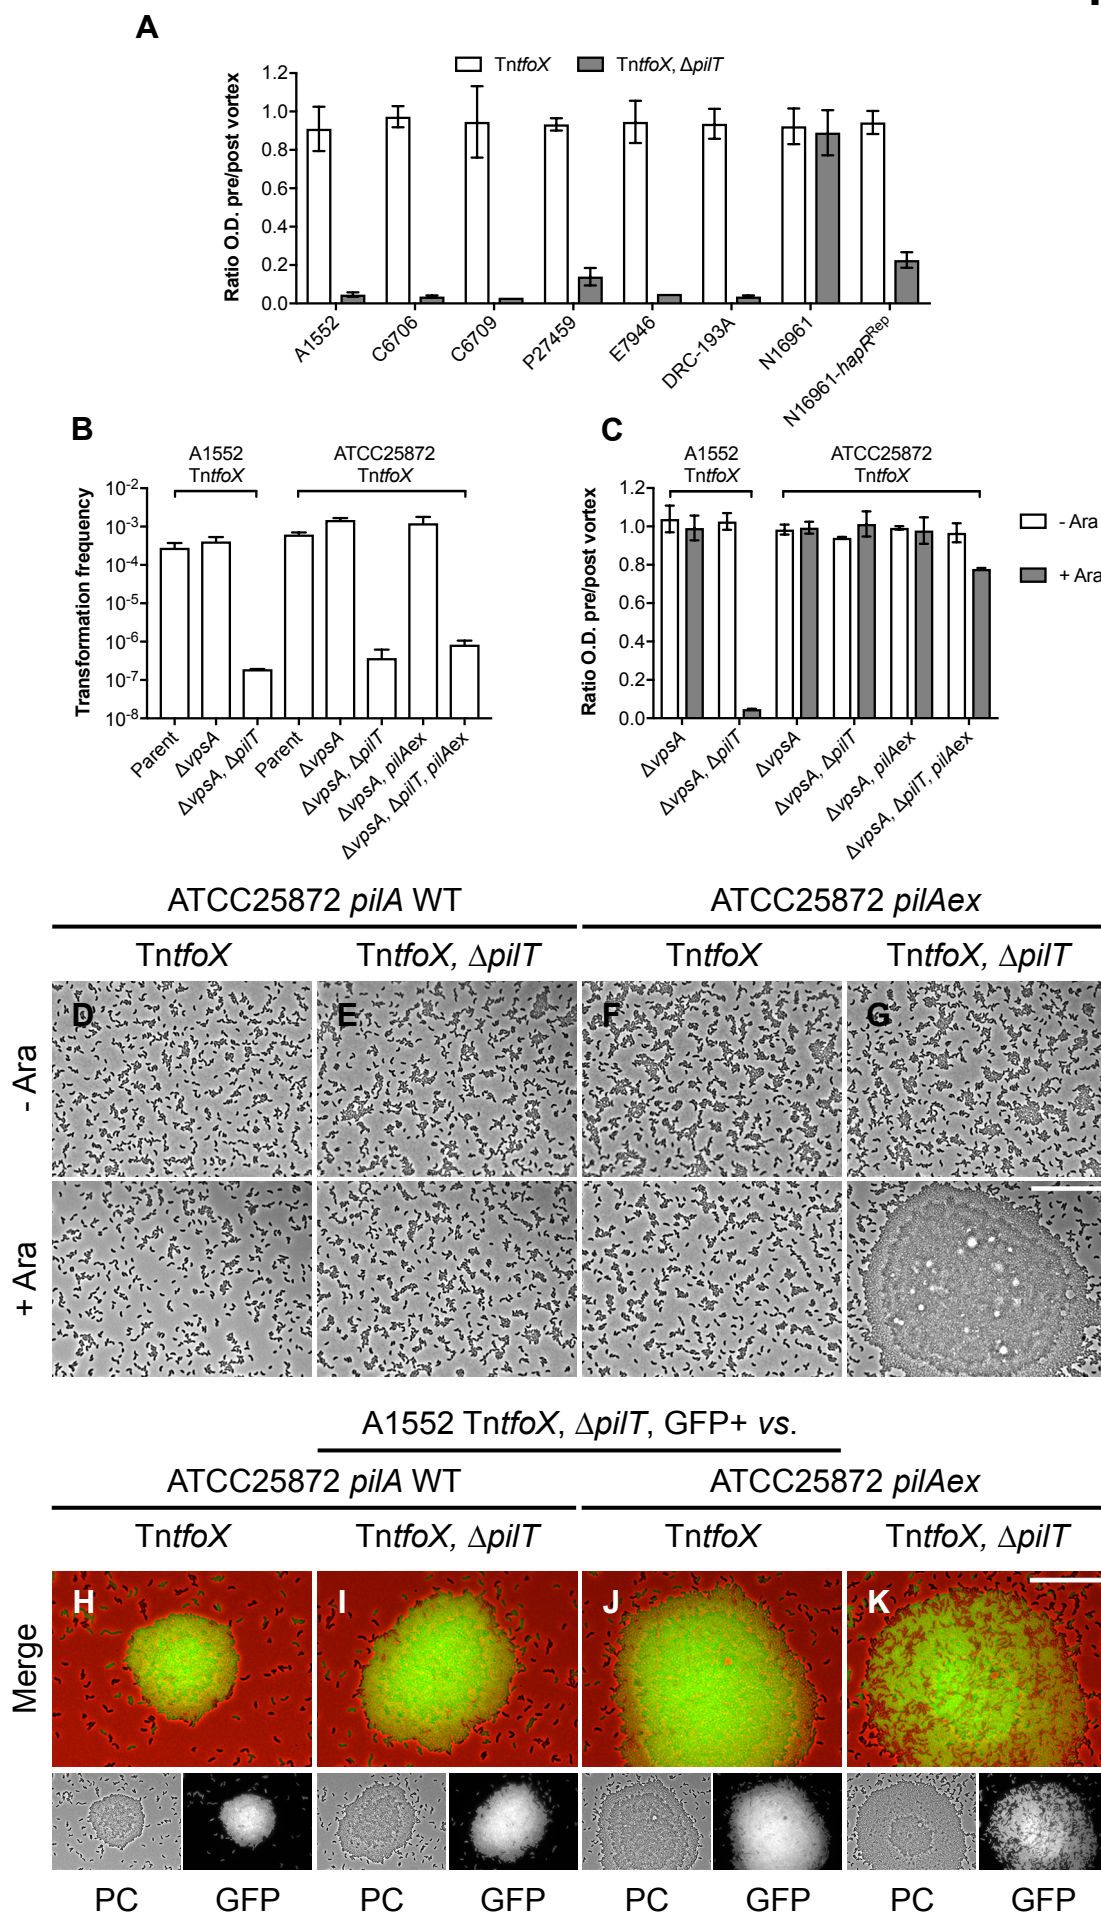 A
TntfoX
TntfoX, ΔpilT
Ratio O.D. pre/post vortex
1.2
1.0
0.8
0.6
0.4
0.2
0.0
A1552
C6706
C6709
P27459
E7946
DRC-193A
N16961
N16961-hapRRep
B
A1552
TntfoX
ATCC25872
TntfoX
Transformation frequency
10-2
10-3
10-4
10-5
10-6
10-7
10-8
Parent
ΔvpsA
ΔvpsA, ΔpilT
Parent
ΔvpsA
ΔvpsA, ΔpilT
ΔvpsA, pilAex
ΔvpsA, ΔpilT, pilAex
C
A1552
TntfoX
ATCC25872
TntfoX
Ratio O.D. pre/post vortex
1.2
1.0
0.8
0.6
0.4
0.2
0.0
- Ara
+ Ara
ΔvpsA
ΔvpsA, ΔpilT
ΔvpsA
ΔvpsA, ΔpilT
ΔvpsA, pilAex
ΔvpsA, ΔpilT, pilAex
ATCC25872 pilA WT
ATCC25872 pilAex
TntfoX
TntfoX, ΔpilT
TntfoX
TntfoX, ΔpilT
- Ara
D
E
F
G
+ Ara
A1552 TntfoX, ΔpilT, GFP+ vs.
ATCC25872 pilA WT
ATCC25872 pilAex
TntfoX
TntfoX, ΔpilT
TntfoX
TntfoX, ΔpilT
Merge
H
I
J
K
PC
GFP
PC
GFP
PC
GFP
PC
GFP